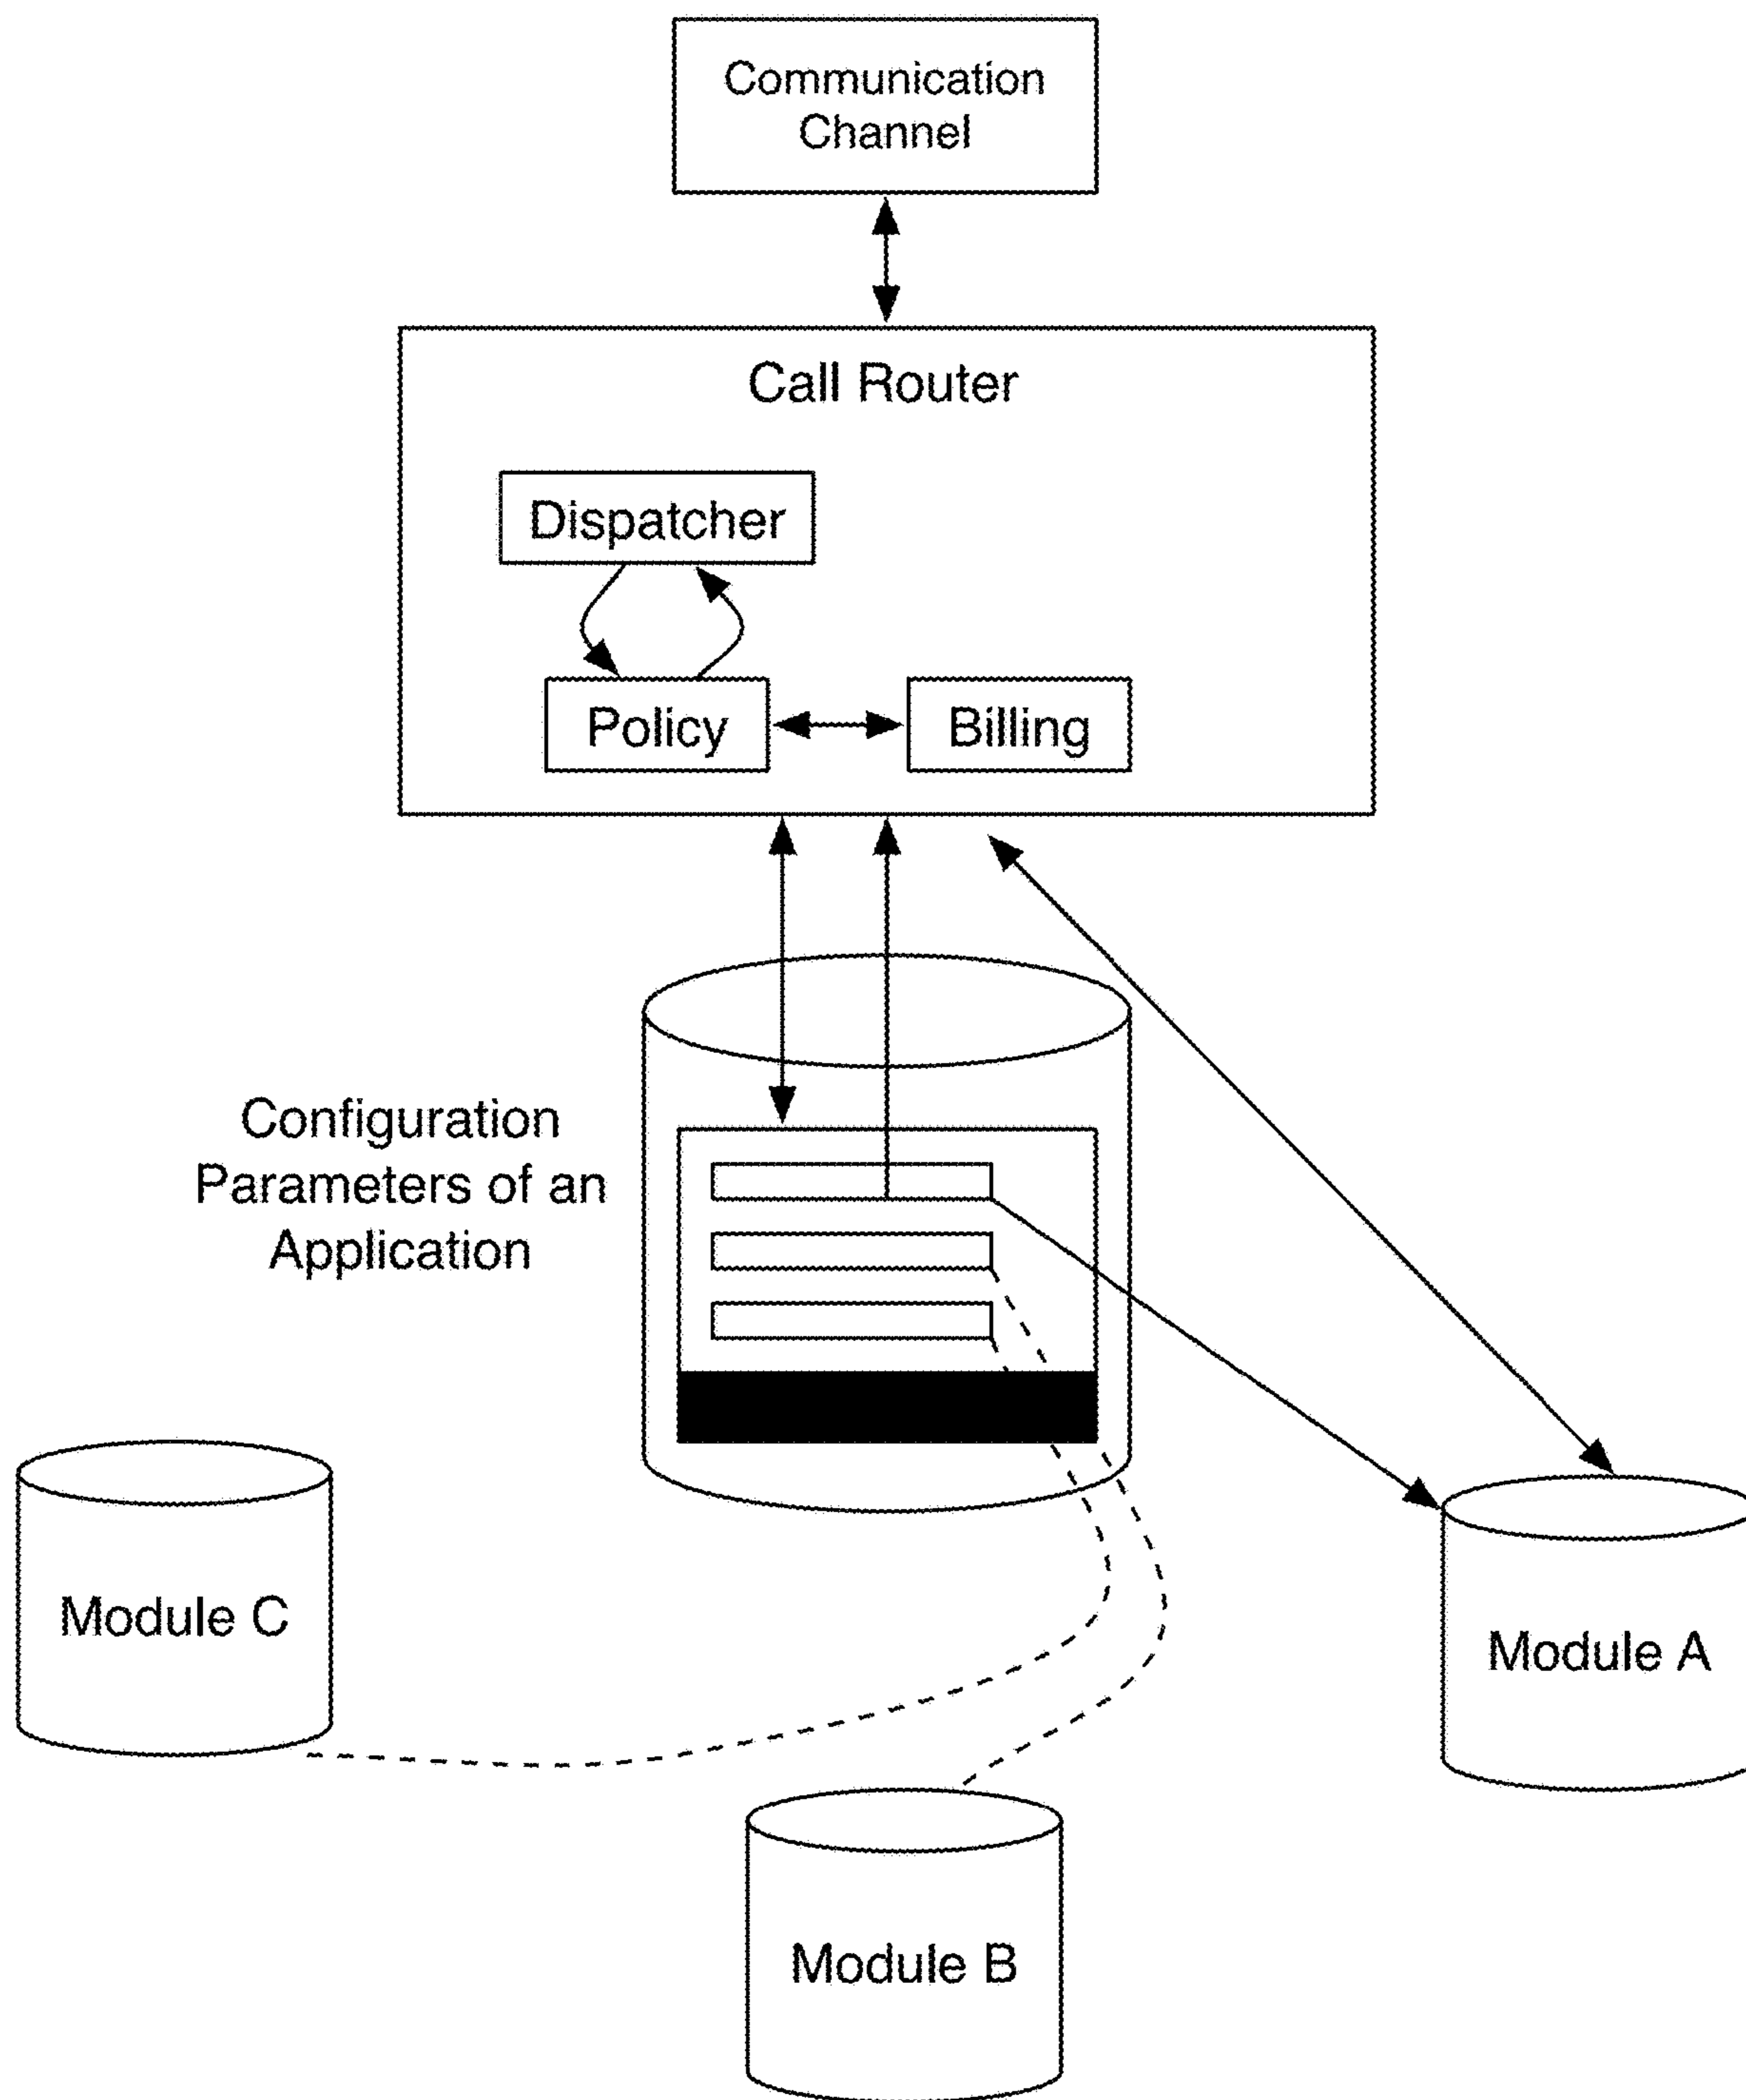 Communication
Channel
Call Router
Dispatcher
Policy
Billing
Configuration
Parameters of an
Application
Module C
Module A
Module B